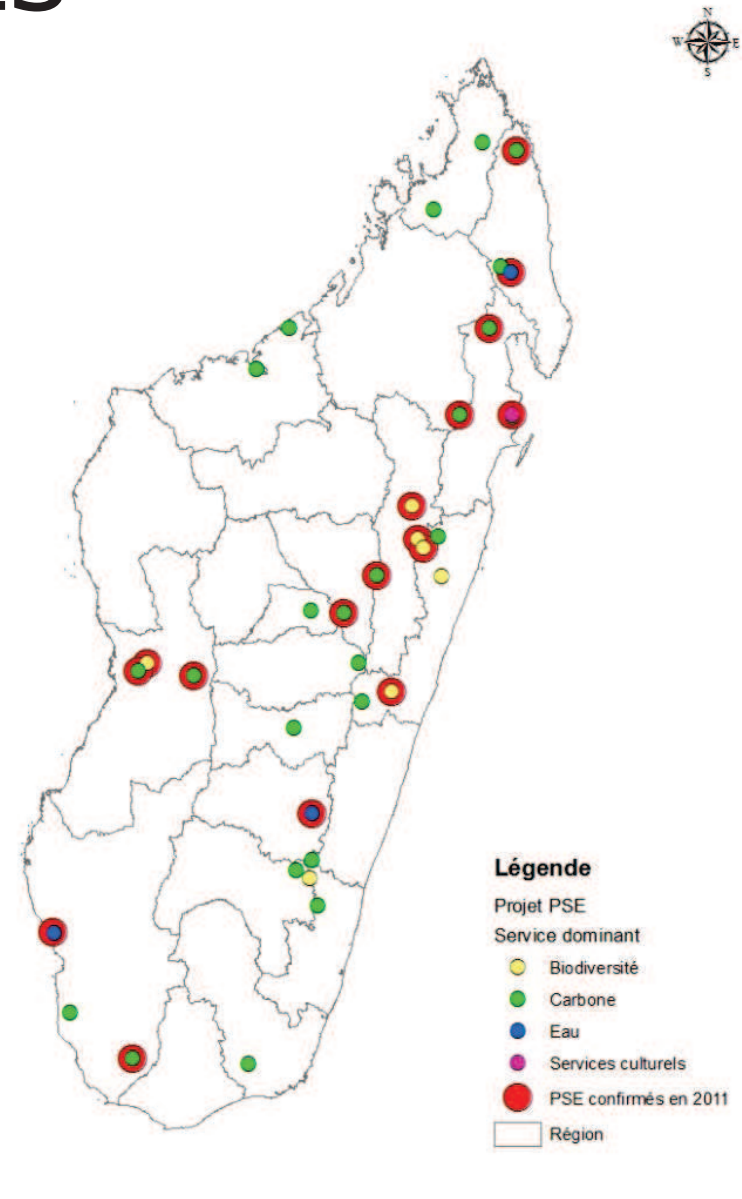 N
W E
S
Légende
Projet PSE
Service dominant
Biodiversité
Carbone
Eau
Services culturels
PSE confirmés en 2011
Région